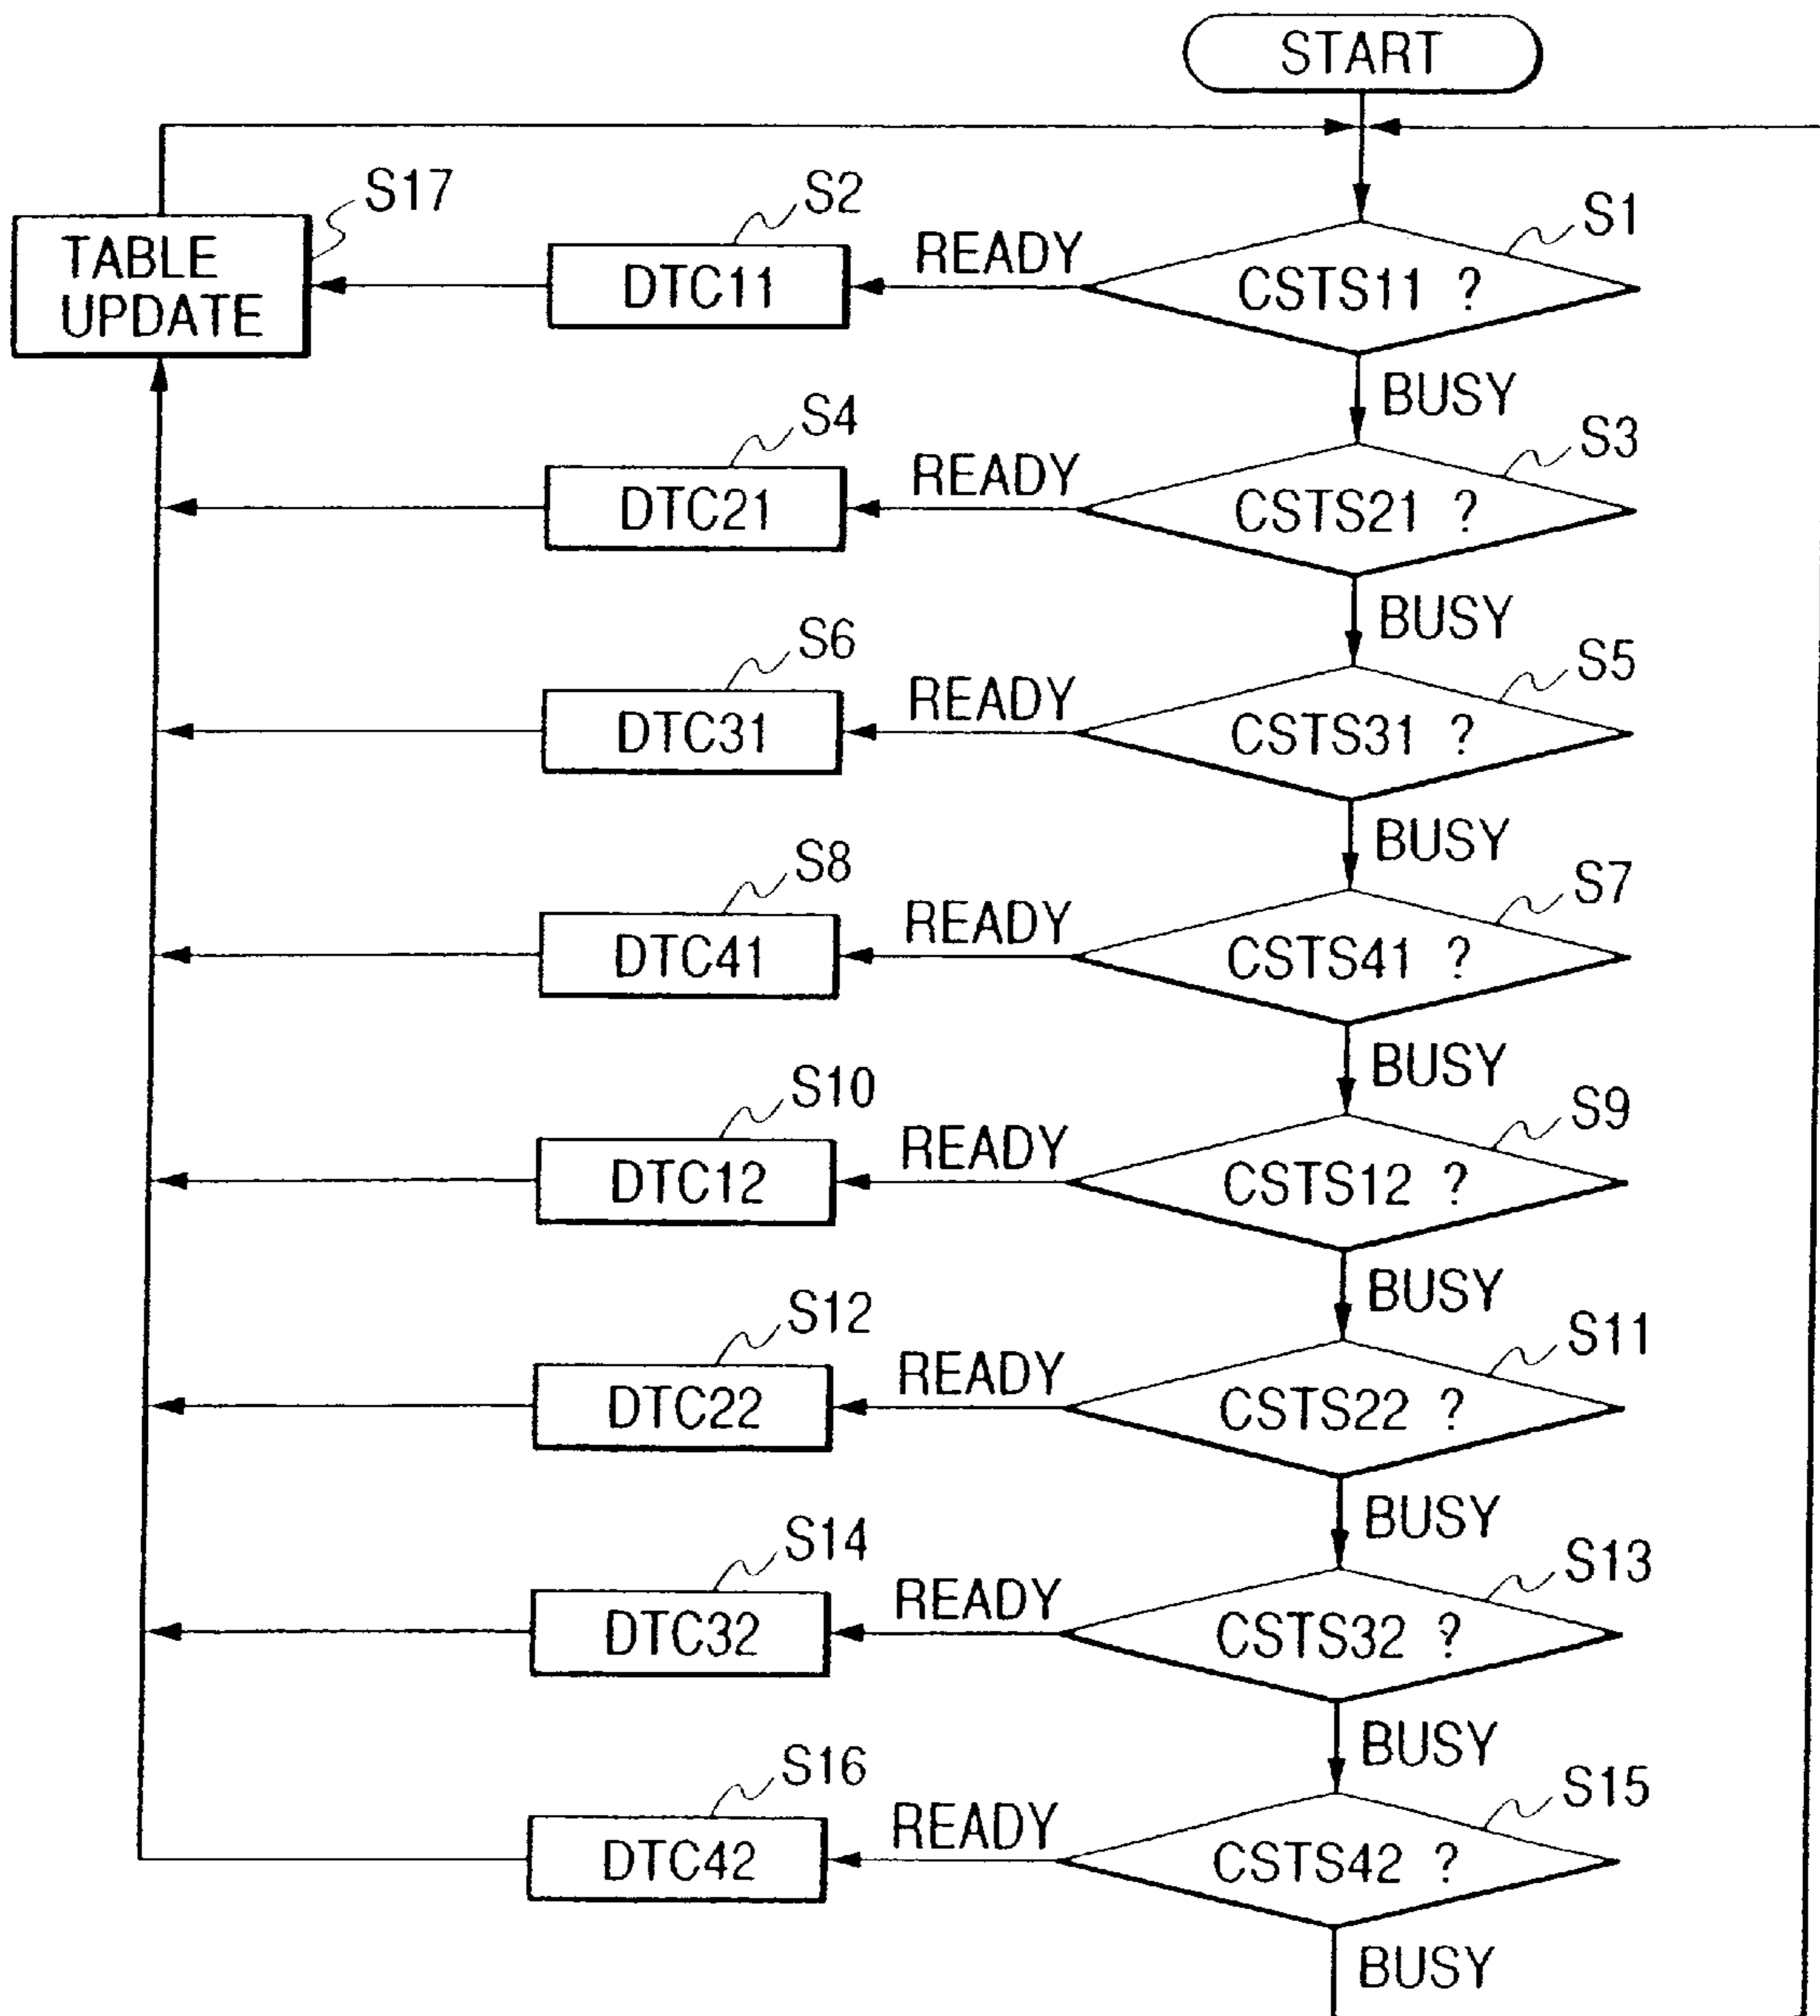 START
S17
S2
S1
TABLE
UPDATE
DTC11
READY
CSTS11 ?
BUSY
S4
S3
DTC21
READY
CSTS21 ?
BUSY
S6
S5
DTC31
READY
CSTS31 ?
BUSY
S8
S7
DTC41
READY
CSTS41 ?
BUSY
S10
S9
DTC12
READY
CSTS12 ?
BUSY
S12
S11
DTC22
READY
CSTS22 ?
BUSY
S14
S13
DTC32
READY
CSTS32 ?
BUSY
S16
S15
DTC42
READY
CSTS42 ?
BUSY